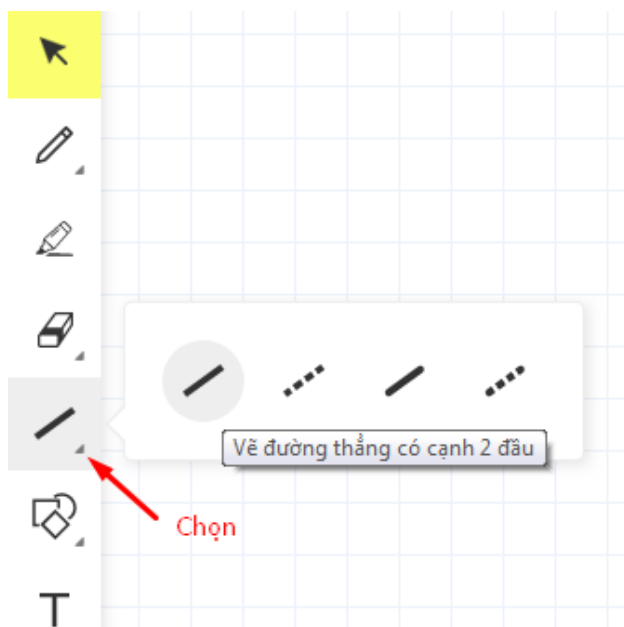 Vẽ đường thẳng có cạnh 2 đầu
Chọn
T